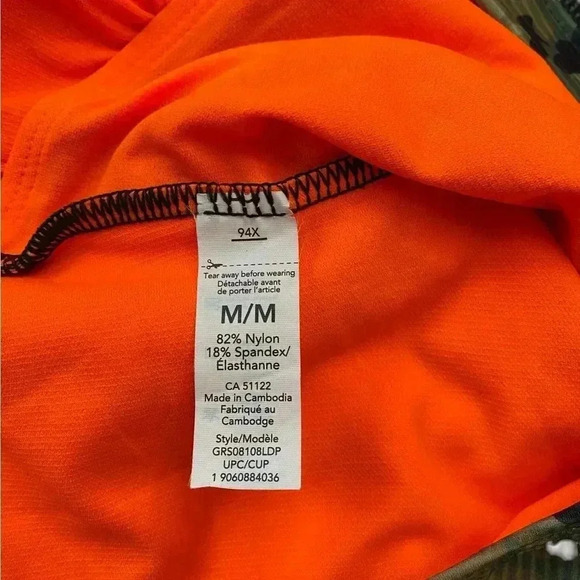 94X
Tear away before wearing
Détachable avant
de porter l'article
M/M
82% Nylon
18% Spandex/
Élasthanne
CA 51122
Made in Cambodia
Fabriqué au
Cambodge
Style/Modèle
GRS08108LDP
UPC/CUP
1 9060884036